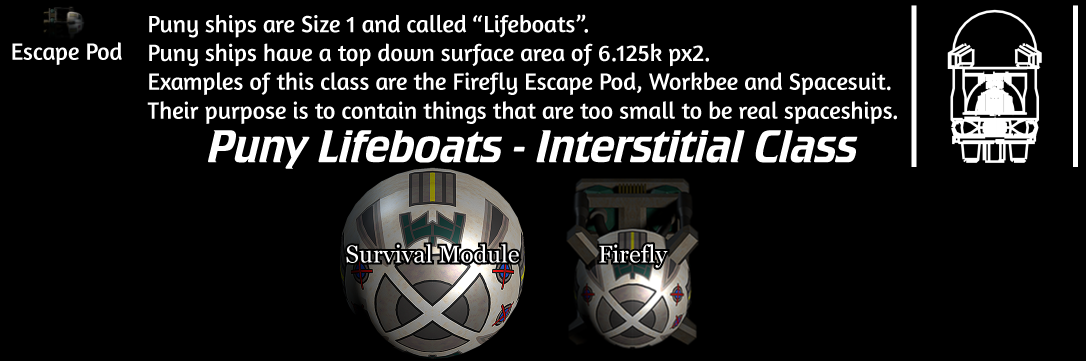 Escape Pod
Puny ships are Size 1 and called “Lifeboats”.
Puny ships have a top down surface area of 6.125k px2.
Examples of this class are the Firefly Escape Pod, Workbee and Spacesuit.
Their purpose is to contain things that are too small to be real spaceships.
Puny Lifeboats - Interstitial Class
Survival Module
Firefly